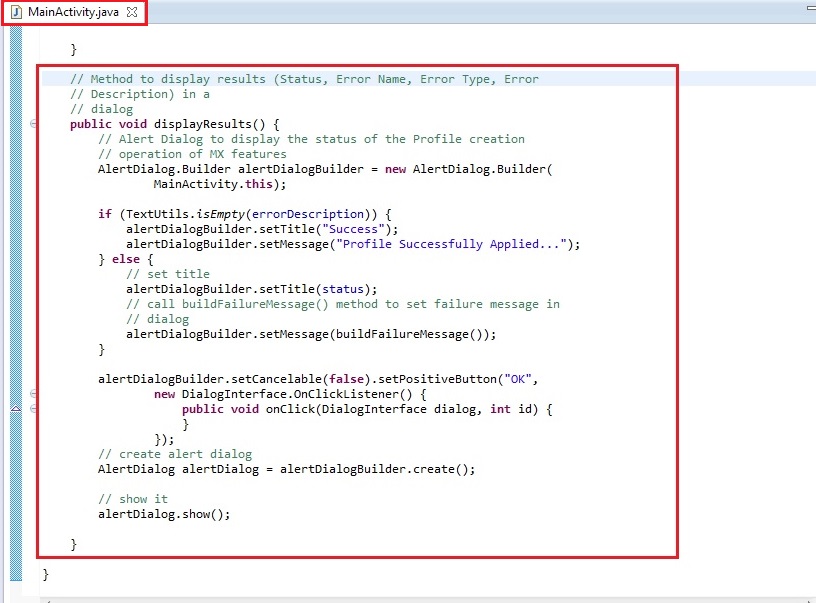 MainActivity.java
}
// Method to display results (Status, Error Name, Error Type, Error
// Description) in a
// dialog
public void displayResults() {
// Alert Dialog to display the status of the Profile creation
// operation of MX features
AlertDialog.Builder alertDialogBuilder = new AlertDialog.Builder(
MainActivity.this);
if (TextUtils.isEmpty(errorDescription)) {
alertDialogBuilder.setTitle("Success");
alertDialogBuilder.setMessage("Profile Successfully Applied...");
} else {
// set title
alertDialogBuilder.setTitle(status);
// call buildFailureMessage() method to set failure message in
// dialog
alertDialogBuilder.setMessage(buildFailureMessage());
}
alertDialogBuilder.setCancelable(false).setPositiveButton("OK",
new DialogInterface.OnClickListener() {
public void onClick(DialogInterface dialog, int id) {
}
});
// create alert dialog
AlertDialog alertDialog = alertDialogBuilder.create();
// show it
alertDialog.show();
}
}